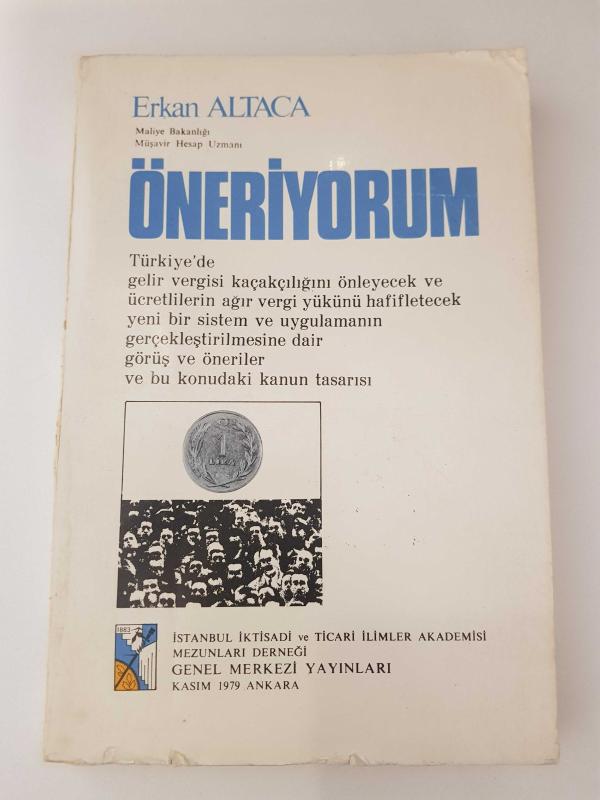 Erkan ALTACA
Maliye Bakanlığı
Müşavir Hesap Uzmanı
ÖNERİYORUM
Türkiye'de
gelir vergisi kaçakçılığını önleyecek ve
ücretlilerin ağır vergi yükünü hafifletecek
yeni bir sistem ve uygulamanın
gerçekleştirilmesine dair
görüş ve öneriler
ve bu konudaki kanun tasarısı
1
LİRA
1883
İSTANBUL İKTİSADİ ve TİCARİ İLİMLER AKADEMİSİ
MEZUNLARI DERNEĞİ
GENEL MERKEZİ YAYINLARI
KASIM 1979 ANKARA